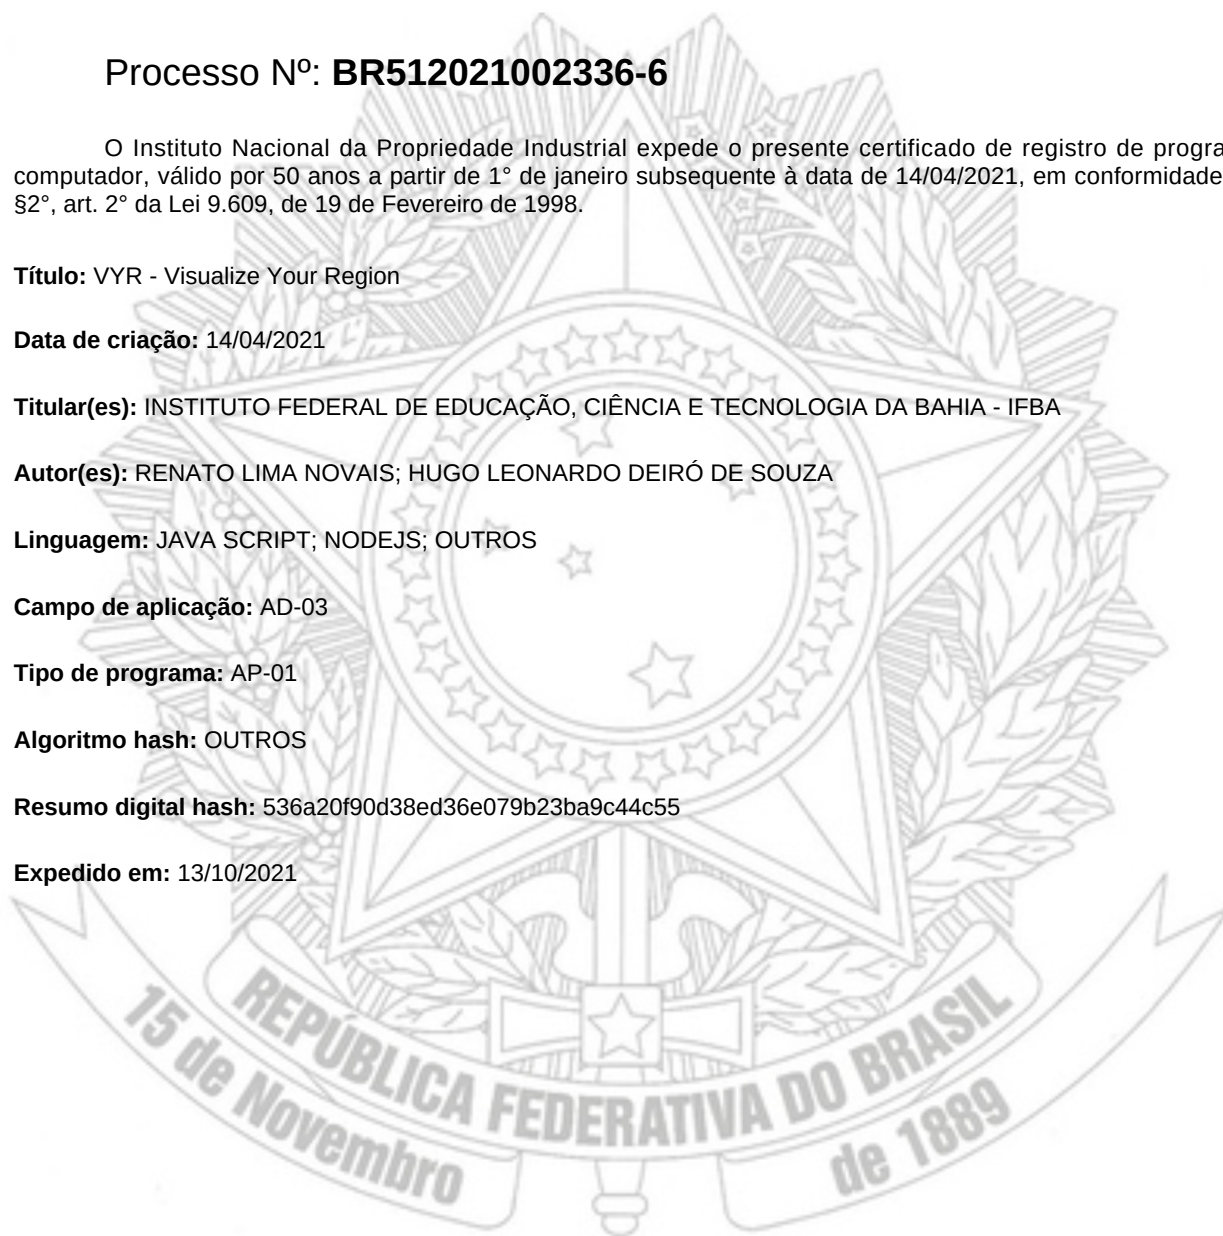 Processo Nº: BR512021002336-6
O Instituto Nacional da Propriedade Industrial expede o presente certificado de registro de
computador, válido por 50 anos a partir de 1° de janeiro subsequente à data de 14/04/2021, em conformidade
§2°, art. 2° da Lei 9.609, de 19 de Fevereiro de 1998.
Título: VYR - Visualize Your Region
Data de criação: 14/04/2021
Titular(es): INSTITUTO FEDERAL DE EDUCAÇÃO, CIÊNCIA E TECNOLOGIA DA BAHIA - IFBA
Autor(es): RENATO LIMA NOVAIS; HUGO LEONARDO DEIRÓ DE SOUZA
Linguagem: JAVA SCRIPT; NODEJS; OUTROS
Campo de aplicação: AD-03
Tipo de programa: AP-01
Algoritmo hash: OUTROS
Resumo digital hash: 536a20f90d38ed36e079b23ba9c44c55
Expedido em: 13/10/2021
REPÚBLICA FEDERATIVA DO BRASIL
15 de Novembro de 1889